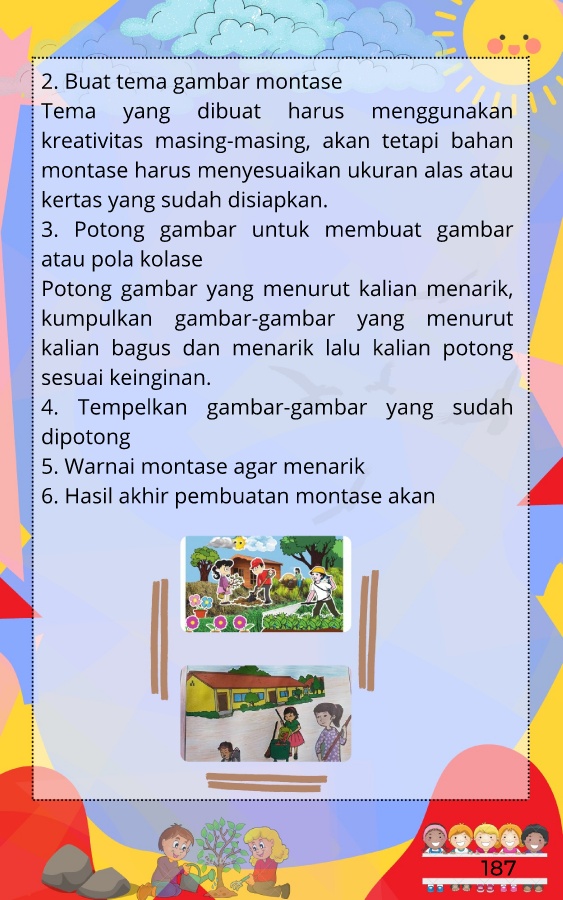 2. Buat tema gambar montase
Tema yang dibuat harus menggunakan
kreativitas masing-masing, akan tetapi bahan
montase harus menyesuaikan ukuran alas atau
kertas yang sudah disiapkan.
3. Potong gambar untuk membuat gambar
atau pola kolase
Potong gambar yang menurut kalian menarik,
kumpulkan gambar-gambar yang menurut
kalian bagus dan menarik lalu kalian potong
sesuai keinginan.
4. Tempelkan gambar-gambar yang sudah
dipotong
5. Warnai montase agar menarik
6. Hasil akhir pembuatan montase akan
187